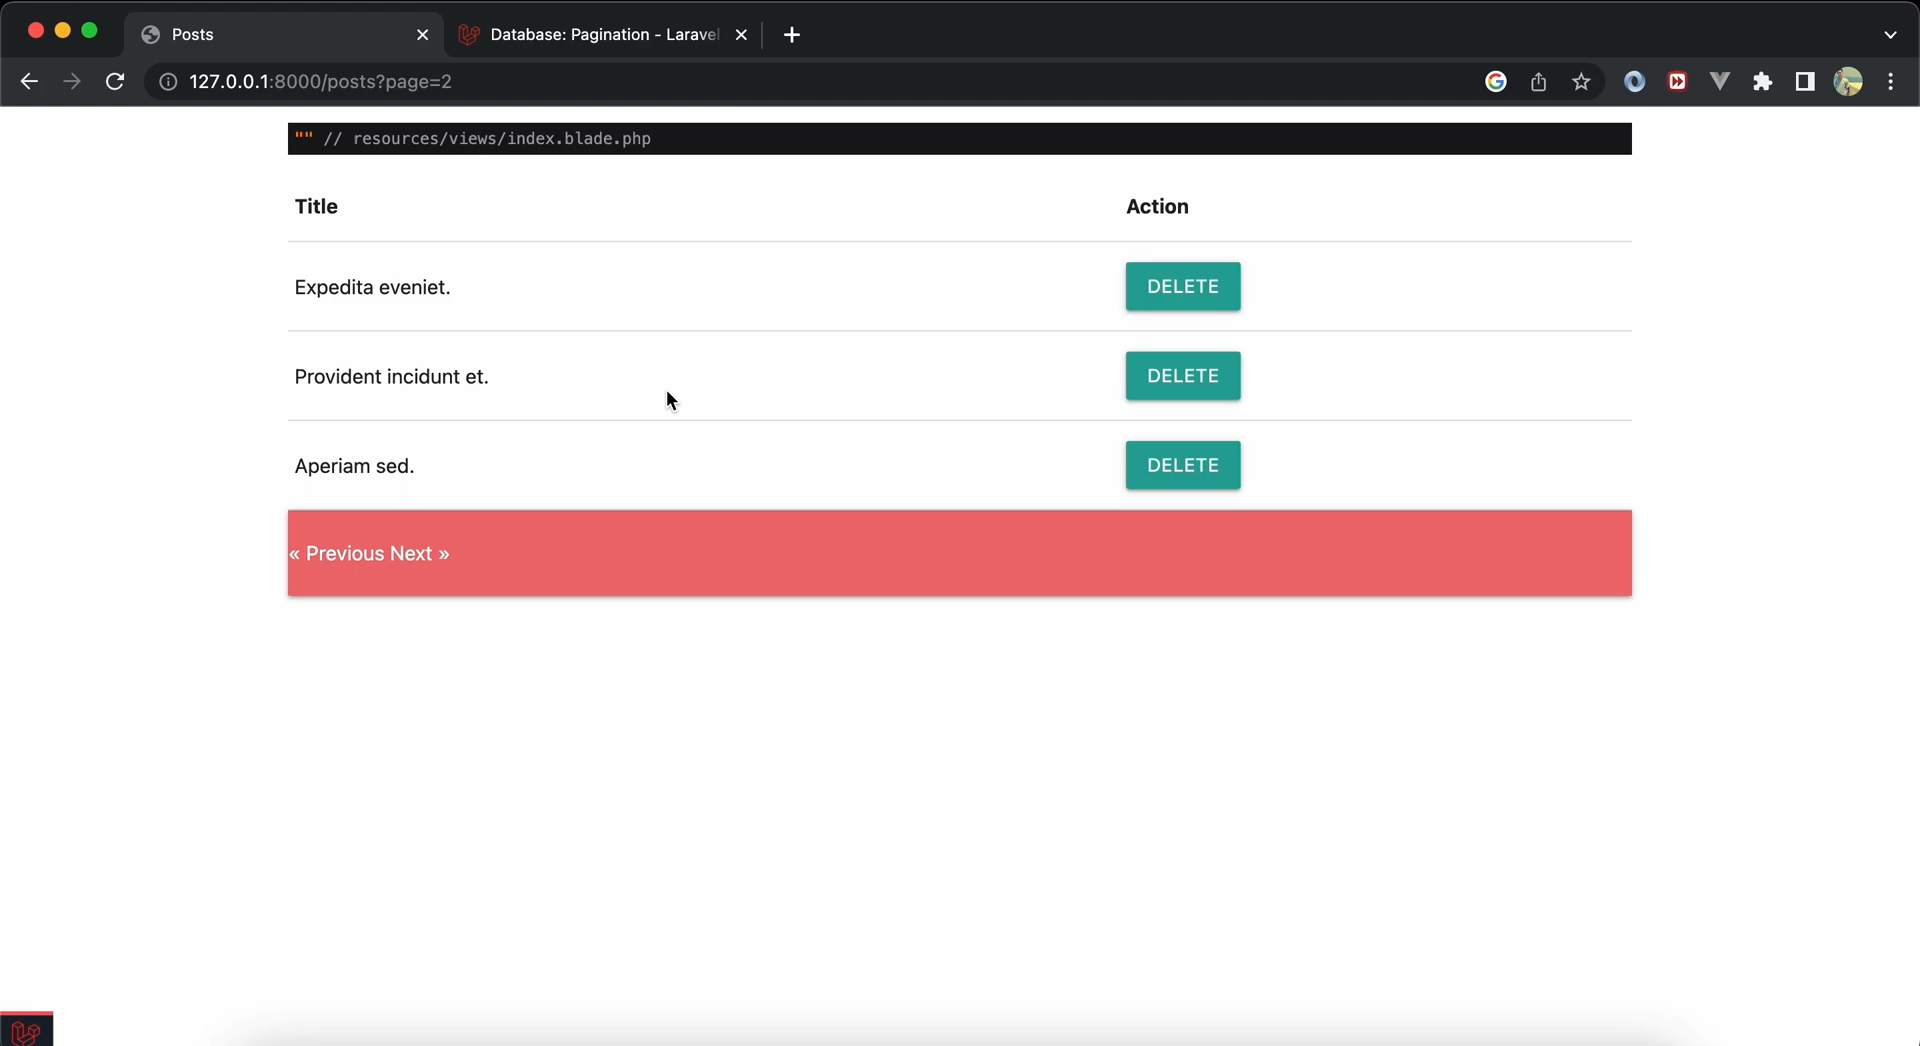 Posts
Database: Pagination - Laravel
127.0.0.1:8000/posts?page=2
"" // resources/views/index.blade.php
Title Action
Expedita eveniet. DELETE
Provident incidunt et. DELETE
Aperiam sed. DELETE
« Previous Next »